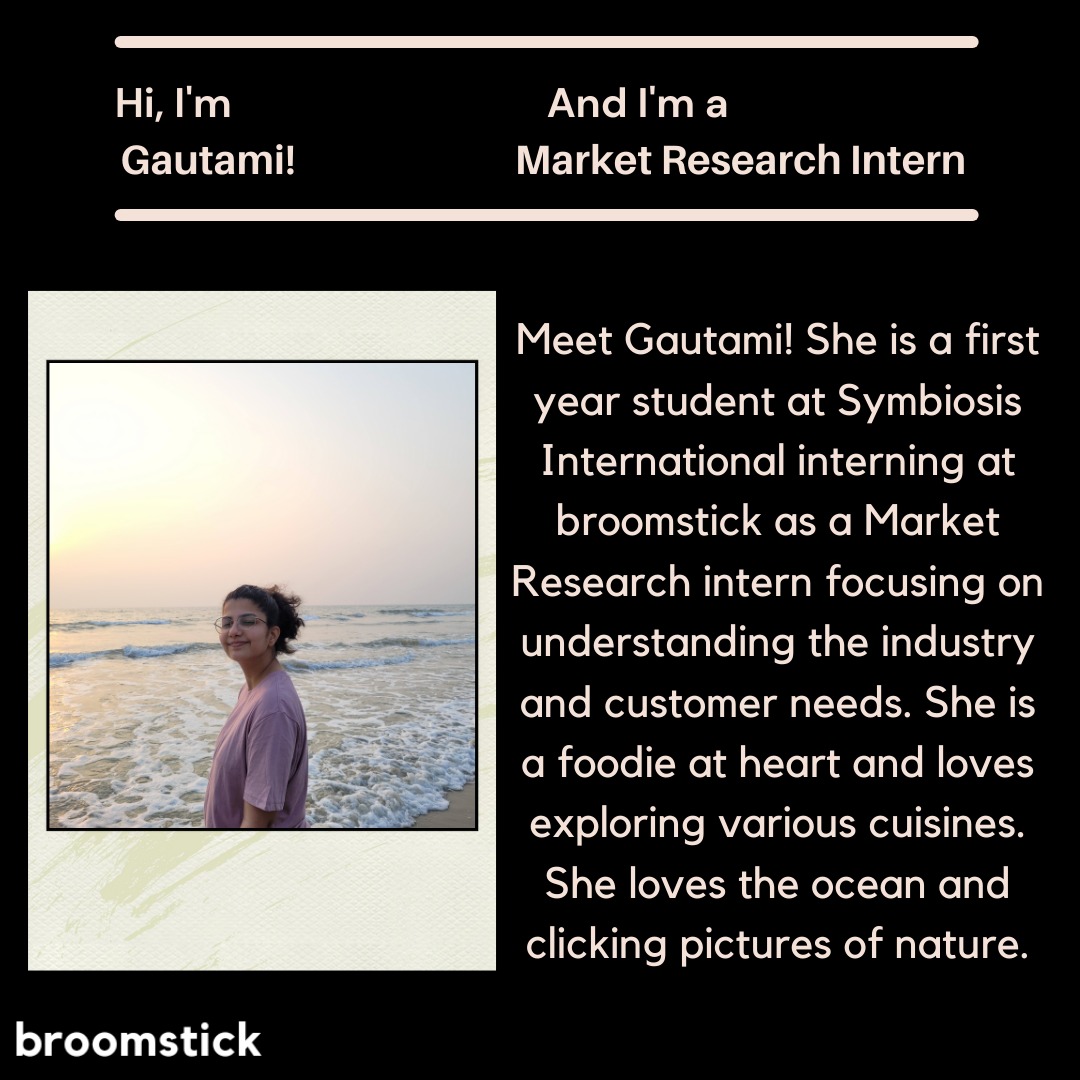 Hi, I'm
Gautami!
And I'm a
Market Research Intern
Meet Gautami! She is a first
year student at Symbiosis
International interning at
broomstick as a Market
Research intern focusing on
understanding the industry
and customer needs. She is
a foodie at heart and loves
exploring various cuisines.
She loves the ocean and
clicking pictures of nature.
broomstick